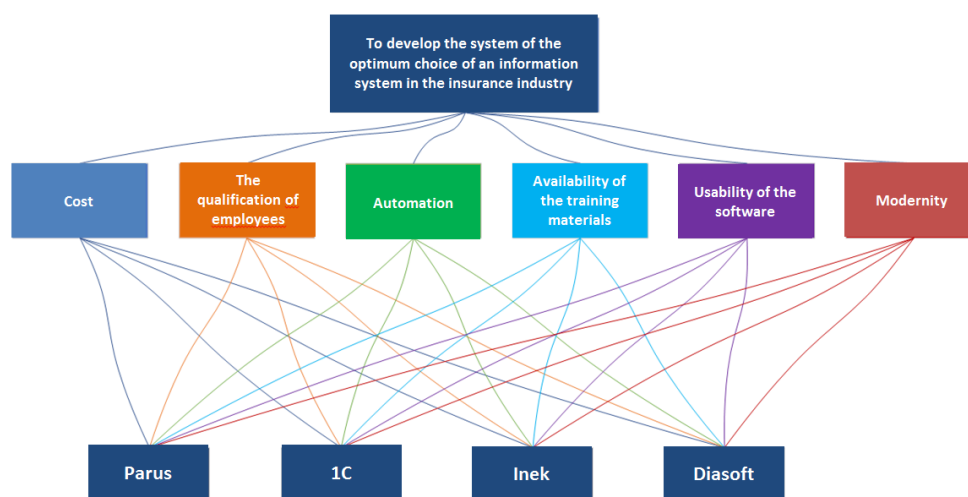 To develop the system of the
optimum choice of an information
system in the insurance industry
Cost
The
qualification of
employees
Automation
Availability of
the training
materials
Usability of the
software
Modernity
Parus
1C
Inek
Diasoft